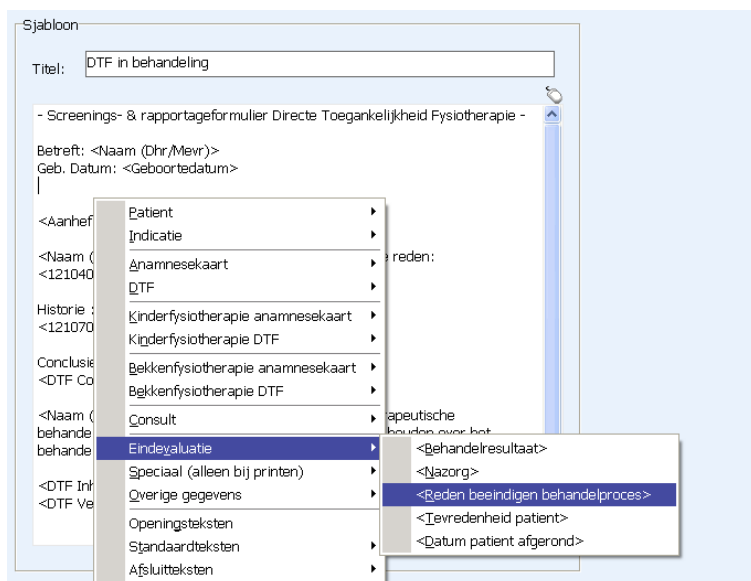 Sjabloon
Titel: DTF in behandeling
- Screenings- & rapportageformulier Directe Toegankelijkheid Fysiotherapie -
Betreft: <Naam (Dhr/Mevr)>
Geb. Datum: <Geboortedatum>
<Aanhef
<Naam ( reden:
<121040
Historie :
<121070
Conclusie
<DTF Co
<Naam ( rapeutische
behande houden over het
behande
<DTF Inh
<DTF Ve
Patient
Indicatie
Anamnesekaart
DTF
Kinderfysiotherapie anamnesekaart
Kinderfysiotherapie DTF
Bekkenfysiotherapie anamnesekaart
Bekkenfysiotherapie DTF
Consult
Eindevaluatie
Speciaal (alleen bij printen)
Overige gegevens
Openingsteksten
Standaardteksten
Afsluitteksten
<Behandelresultaat>
<Nazorg>
<Reden beeindigen behandelproces>
<Tevredenheid patient>
<Datum patient afgerond>